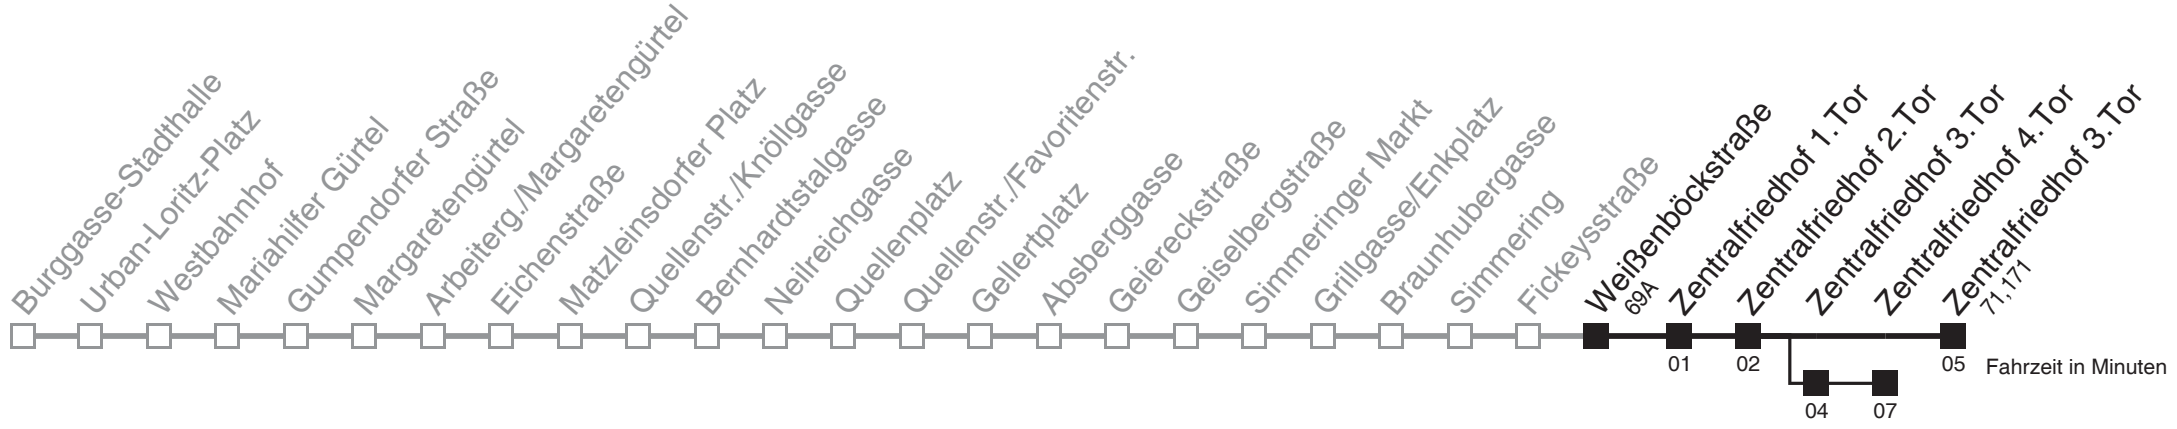 Burggasse-Stadthalle
Urban-Loritz-Platz
Westbahnhof
Mariahilfer Gürtel
Gumpendorfer Straße
Margaretengürtel
Arbeiterg./Margaretengürtel
Eichenstraße
Matzleinsdorfer Platz
Quellenstr./Knöllgasse
Bernhardtstalgasse
Neilreichgasse
Quellenplatz
Quellenstr./Favoritenstr.
Gellertplatz
Absberggasse
Geiereckstraße
Geiselbergstraße
Simmeringer Markt
Grillgasse/Enkplatz
Braunhubergasse
Simmering
Fickeysstraße
Weißenböckstraße
69A
Zentralfriedhof 1.Tor
Zentralfriedhof 2.Tor
Zentralfriedhof 3.Tor
Zentralfriedhof 4.Tor
Zentralfriedhof 3.Tor
71,171
01
02
05
Fahrzeit in Minuten
04
07